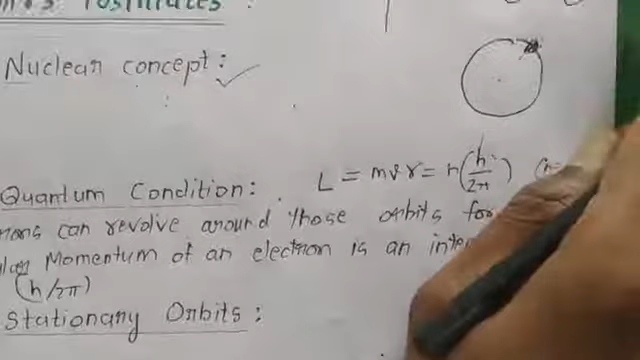 Postulates :
Nuclear concept :
Quantum Condition : L = mvr = n(h/2π) (n=
can revolve around those orbits for
Momentum of an electron is an
(h/2π)
Stationary Orbits :